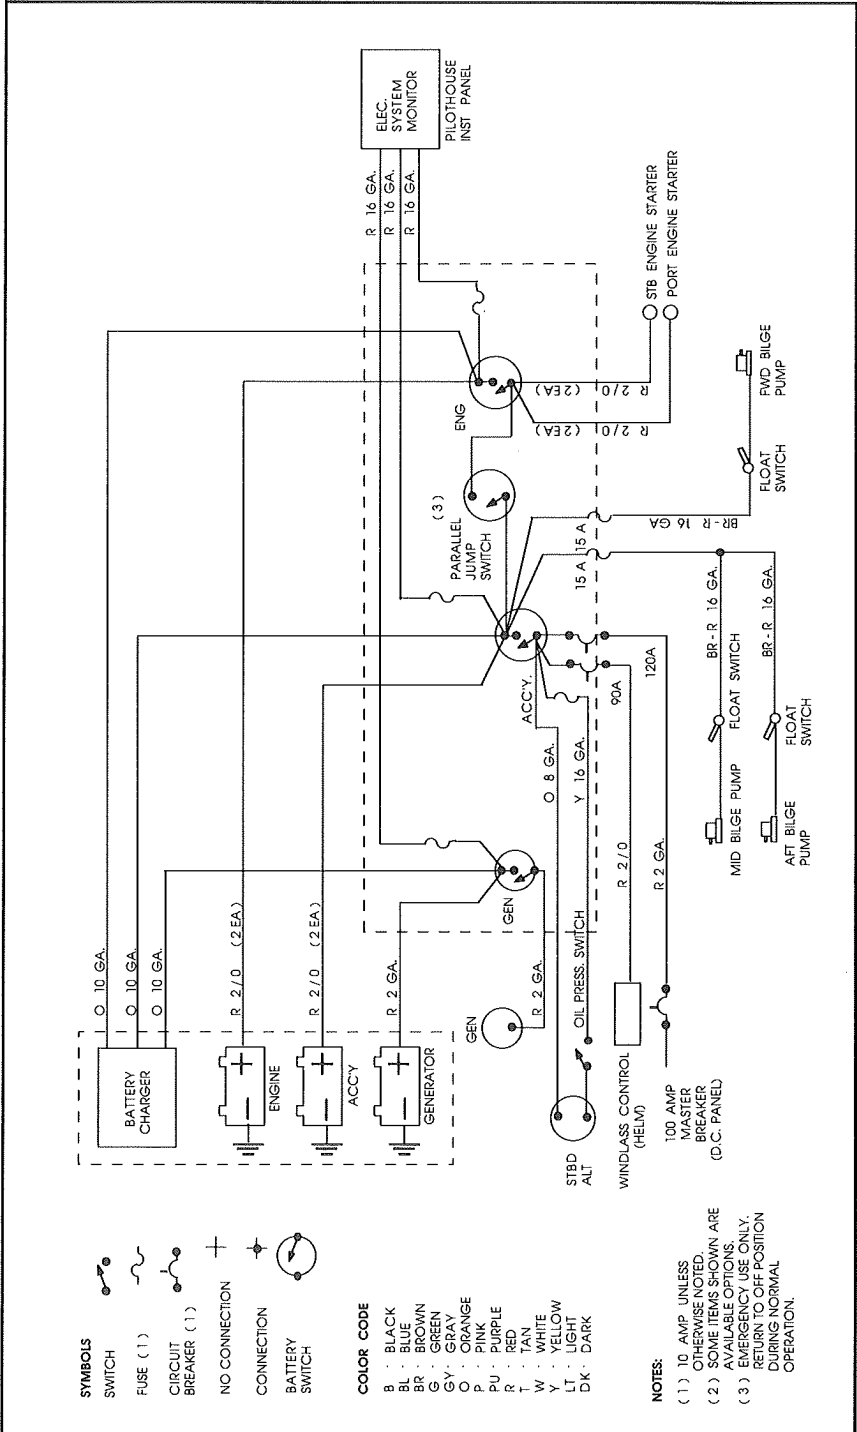 SYMBOLS
SWITCH
FUSE ( 1 )
CIRCUIT
BREAKER ( 1 )
NO CONNECTION
CONNECTION
BATTERY
SWITCH
COLOR CODE
B - BLACK
BL - BLUE
BR - BROWN
G - GREEN
GY - GRAY
O - ORANGE
P - PINK
PU - PURPLE
R - RED
T - TAN
W - WHITE
Y - YELLOW
LT - LIGHT
DK - DARK
NOTES:
( 1 ) 10 AMP UNLESS
OTHERWISE NOTED.
( 2 ) SOME ITEMS SHOWN ARE
AVAILABLE OPTIONS.
( 3 ) EMERGENCY USE ONLY.
RETURN TO OFF POSITION
DURING NORMAL
OPERATION.
BATTERY
CHARGER
ENGINE
ACC'Y
GENERATOR
O 10 GA.
O 10 GA.
O 10 GA.
R 2/0 (2 EA)
R 2/0 (2 EA)
R 2 GA.
GEN
R 2 GA.
STBD
ALT
OIL PRESS. SWITCH
WINDLASS CONTROL
(HELM)
100 AMP
MASTER
BREAKER
(D.C. PANEL)
GEN
O 8 GA.
Y 16 GA.
R 2/0
R 2 GA.
ACC'Y.
90A
120A
PARALLEL
JUMP
SWITCH
( 3 )
15 A
15 A
ENG
R 2/0 (2EA)
R 2/0 (2EA)
BR-R 16 GA
BR-R 16 GA.
BR-R 16 GA.
MID BILGE PUMP
FLOAT SWITCH
AFT BILGE
PUMP
FLOAT
SWITCH
FLOAT
SWITCH
FWD BILGE
PUMP
STB ENGINE STARTER
PORT ENGINE STARTER
R 16 GA.
R 16 GA.
R 16 GA.
ELEC.
SYSTEM
MONITOR
PILOTHOUSE
INST PANEL